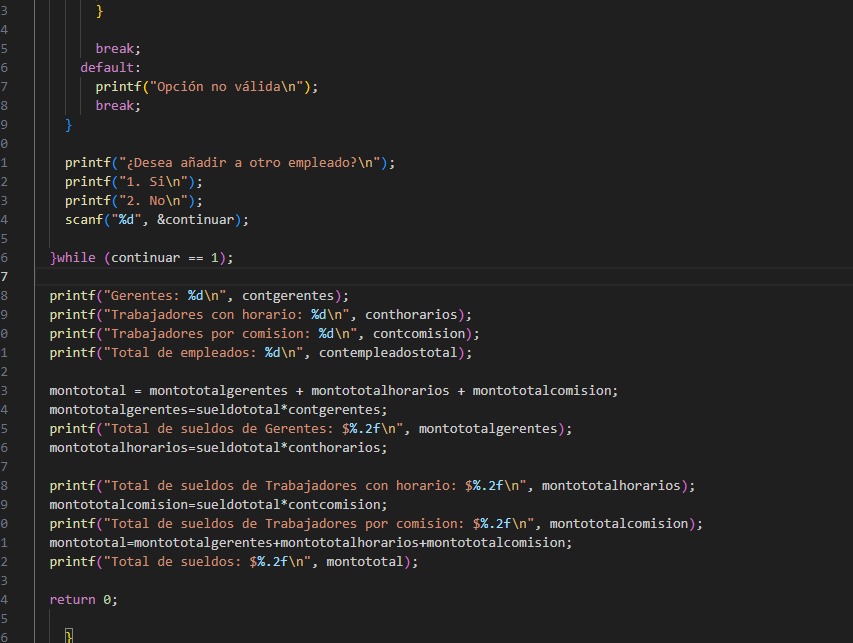 3 }
4
5 break;
6 default:
7 printf("Opción no válida\n");
8 break;
9 }
0
1 printf("¿Desea añadir a otro empleado?\n");
2 printf("1. Si\n");
3 printf("2. No\n");
4 scanf("%d", &continuar);
5
6 }while (continuar == 1);
7
8 printf("Gerentes: %d\n", contgerentes);
9 printf("Trabajadores con horario: %d\n", conthorarios);
0 printf("Trabajadores por comision: %d\n", contcomision);
1 printf("Total de empleados: %d\n", contempleadostotal);
2
3 montototal = montototalgerentes + montototalhorarios + montototalcomision;
4 montototalgerentes=sueldototal*contgerentes;
5 printf("Total de sueldos de Gerentes: $%.2f\n", montototalgerentes);
6 montototalhorarios=sueldototal*conthorarios;
7
8 printf("Total de sueldos de Trabajadores con horario: $%.2f\n", montototalhorarios);
9 montototalcomision=sueldototal*contcomision;
0 printf("Total de sueldos de Trabajadores por comision: $%.2f\n", montototalcomision);
1 montototal=montototalgerentes+montototalhorarios+montototalcomision;
2 printf("Total de sueldos: $%.2f\n", montototal);
3
4 return 0;
5
6 }